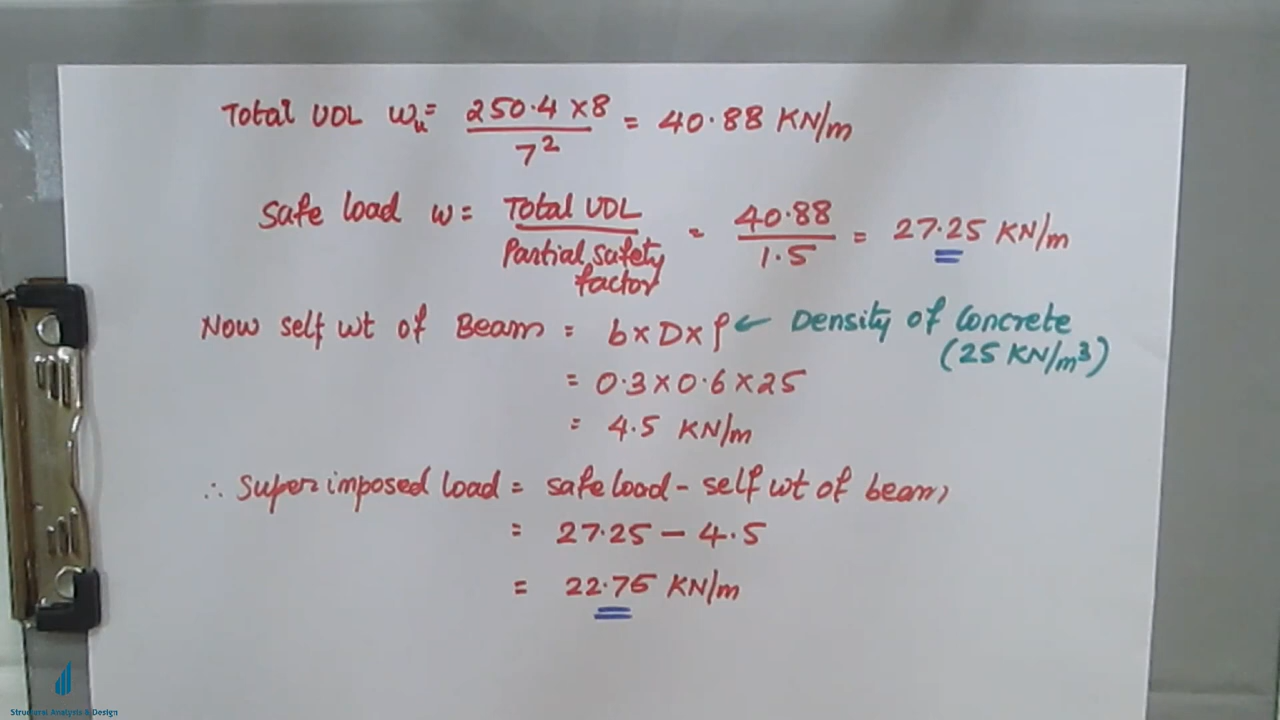 Total UDL wu = 250.4 × 8 / 7² = 40.88 KN/m
Safe load w = Total UDL / Partial safety factor = 40.88 / 1.5 = 27.25 KN/m
Now self wt of Beam = b × D × ρ ← Density of Concrete
(25 KN/m³)
= 0.3 × 0.6 × 25
= 4.5 KN/m
∴ Super imposed load = safe load - self wt of beam
= 27.25 - 4.5
= 22.75 KN/m
Structural Analysis & Design